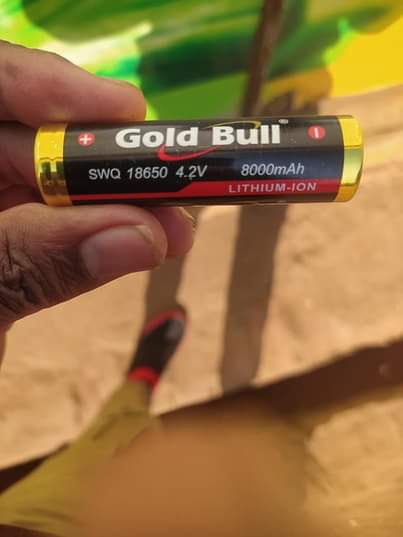 + Gold Bull® -
SWQ 18650 4.2V 8000mAh
LITHIUM-ION